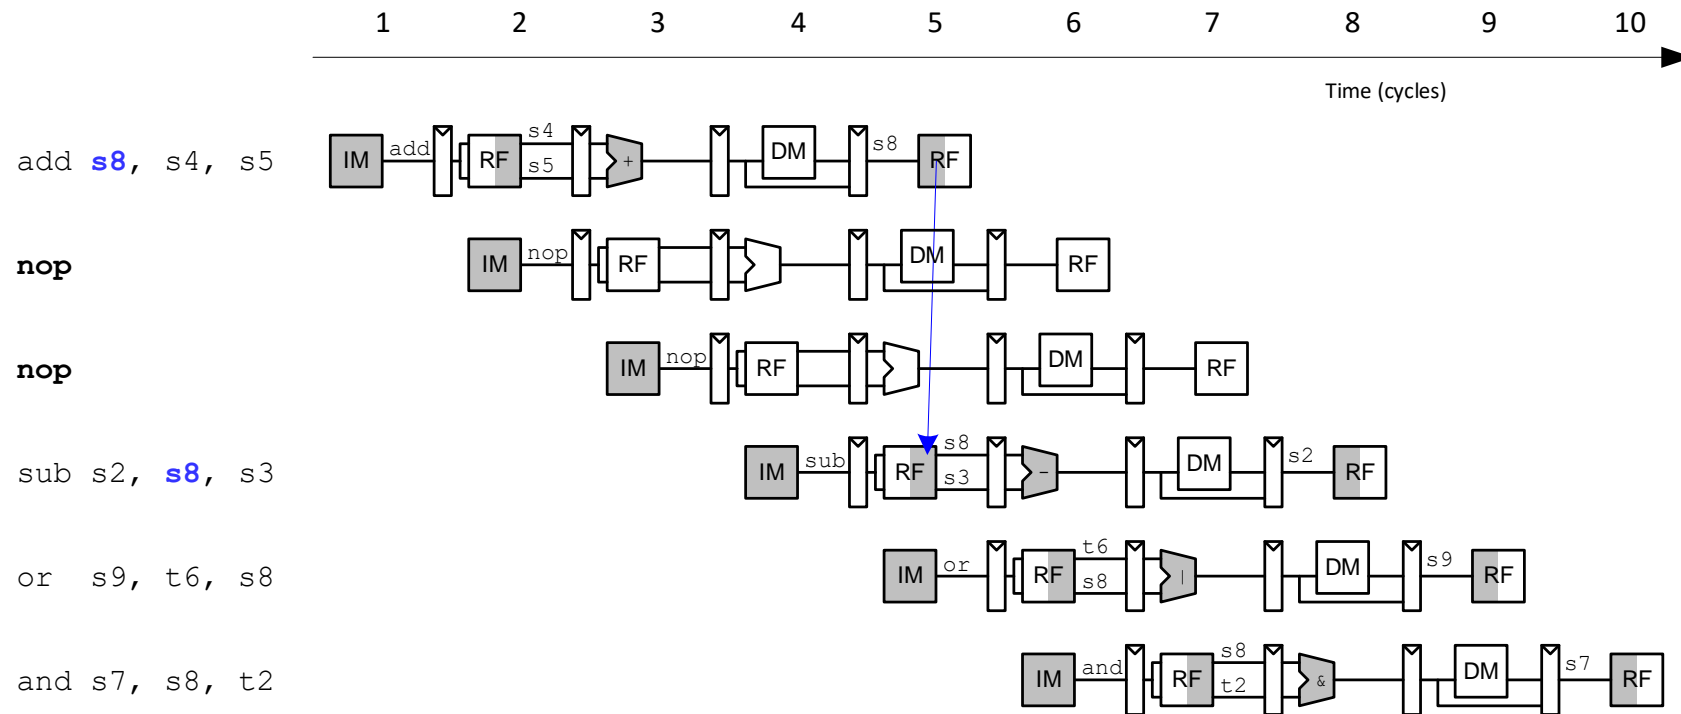 1 2 3 4 5 6 7 8 9 10
Time (cycles)
add s8, s4, s5 IM add RF s4 s5 + DM s8 RF
nop IM nop RF DM RF
nop IM nop RF DM RF
sub s2, s8, s3 IM sub RF s8 s3 - DM s2 RF
or s9, t6, s8 IM or RF t6 s8 | DM s9 RF
and s7, s8, t2 IM and RF s8 t2 & DM s7 RF